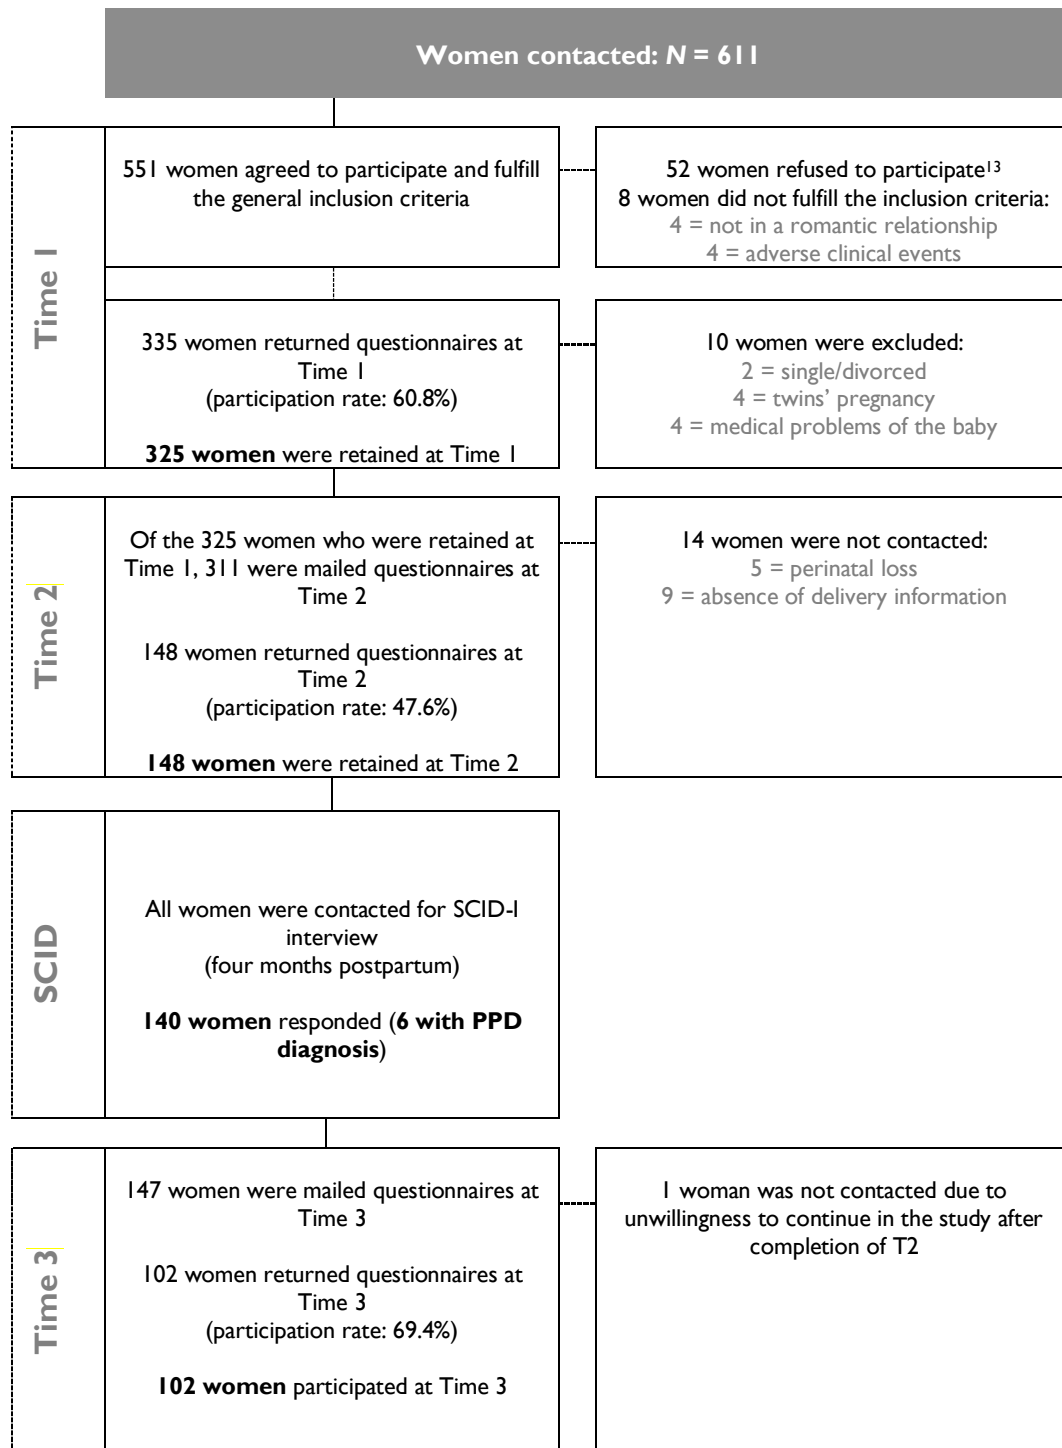 Women contacted: N = 611
Time 1
551 women agreed to participate and fulfill
the general inclusion criteria
52 women refused to participate13
8 women did not fulfill the inclusion criteria:
4 = not in a romantic relationship
4 = adverse clinical events
335 women returned questionnaires at
Time 1
(participation rate: 60.8%)
325 women were retained at Time 1
10 women were excluded:
2 = single/divorced
4 = twins’ pregnancy
4 = medical problems of the baby
Time 2
Of the 325 women who were retained at
Time 1, 311 were mailed questionnaires at
Time 2
148 women returned questionnaires at
Time 2
(participation rate: 47.6%)
148 women were retained at Time 2
14 women were not contacted:
5 = perinatal loss
9 = absence of delivery information
SCID
All women were contacted for SCID-I
interview
(four months postpartum)
140 women responded (6 with PPD
diagnosis)
Time 3
147 women were mailed questionnaires at
Time 3
102 women returned questionnaires at
Time 3
(participation rate: 69.4%)
102 women participated at Time 3
1 woman was not contacted due to
unwillingness to continue in the study after
completion of T2